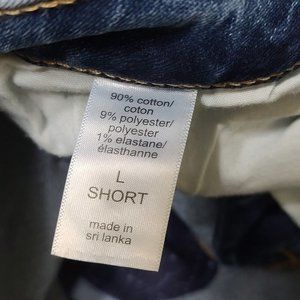 90% cotton/
coton
9% polyester/
polyester
1% elastane/
élasthanne
L
SHORT
made in
sri lanka